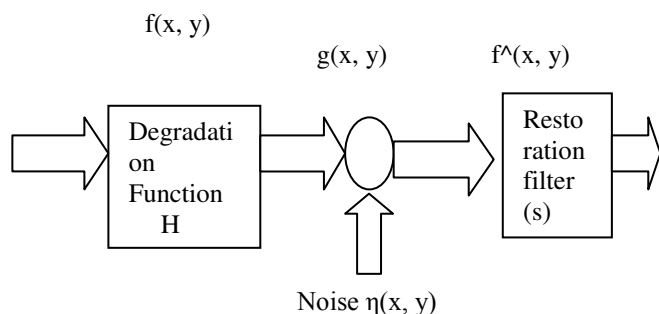 f(x, y)
g(x, y)
f^(x, y)
Degradati
on
Function
H
Resto
ration
filter
(s)
Noise η(x, y)